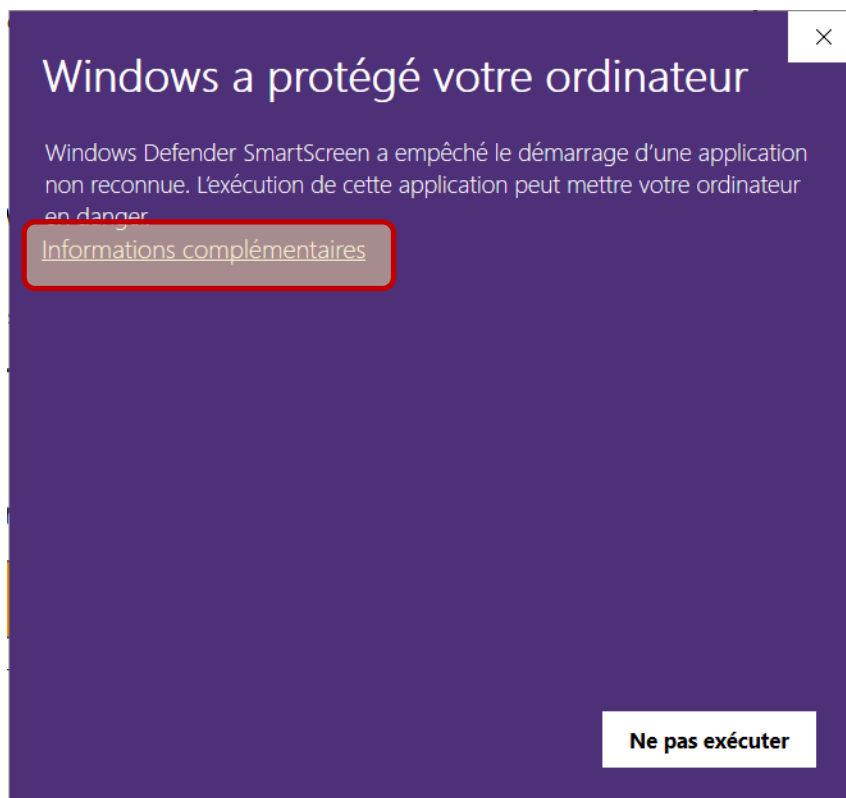 Windows a protégé votre ordinateur
Windows Defender SmartScreen a empêché le démarrage d'une application
non reconnue. L'exécution de cette application peut mettre votre ordinateur
en danger.
Informations complémentaires
Ne pas exécuter